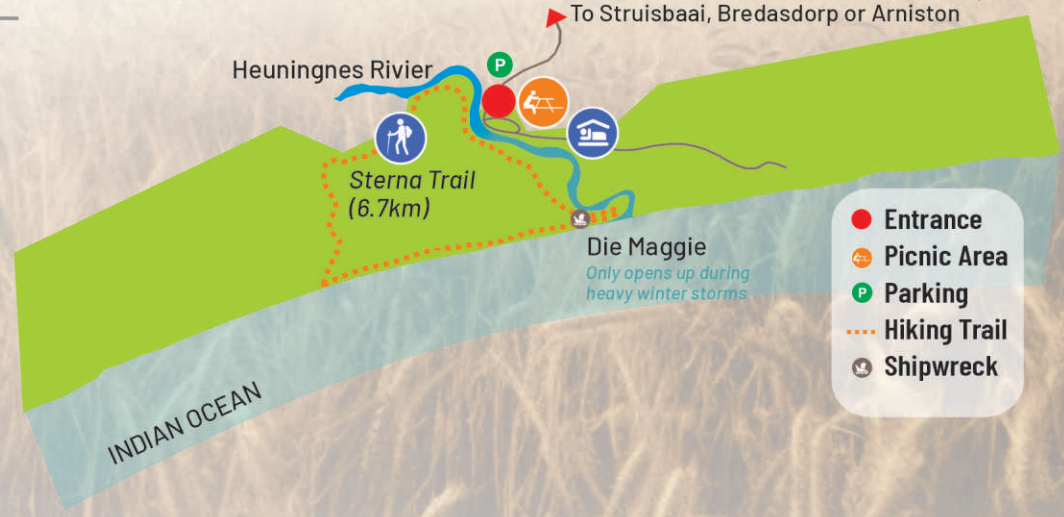 To Struisbaai, Bredasdorp or Arniston
Heuningnes Rivier
P
Sterna Trail
(6.7km)
Die Maggie
Only opens up during
heavy winter storms
INDIAN OCEAN
Entrance
Picnic Area
P Parking
Hiking Trail
Shipwreck